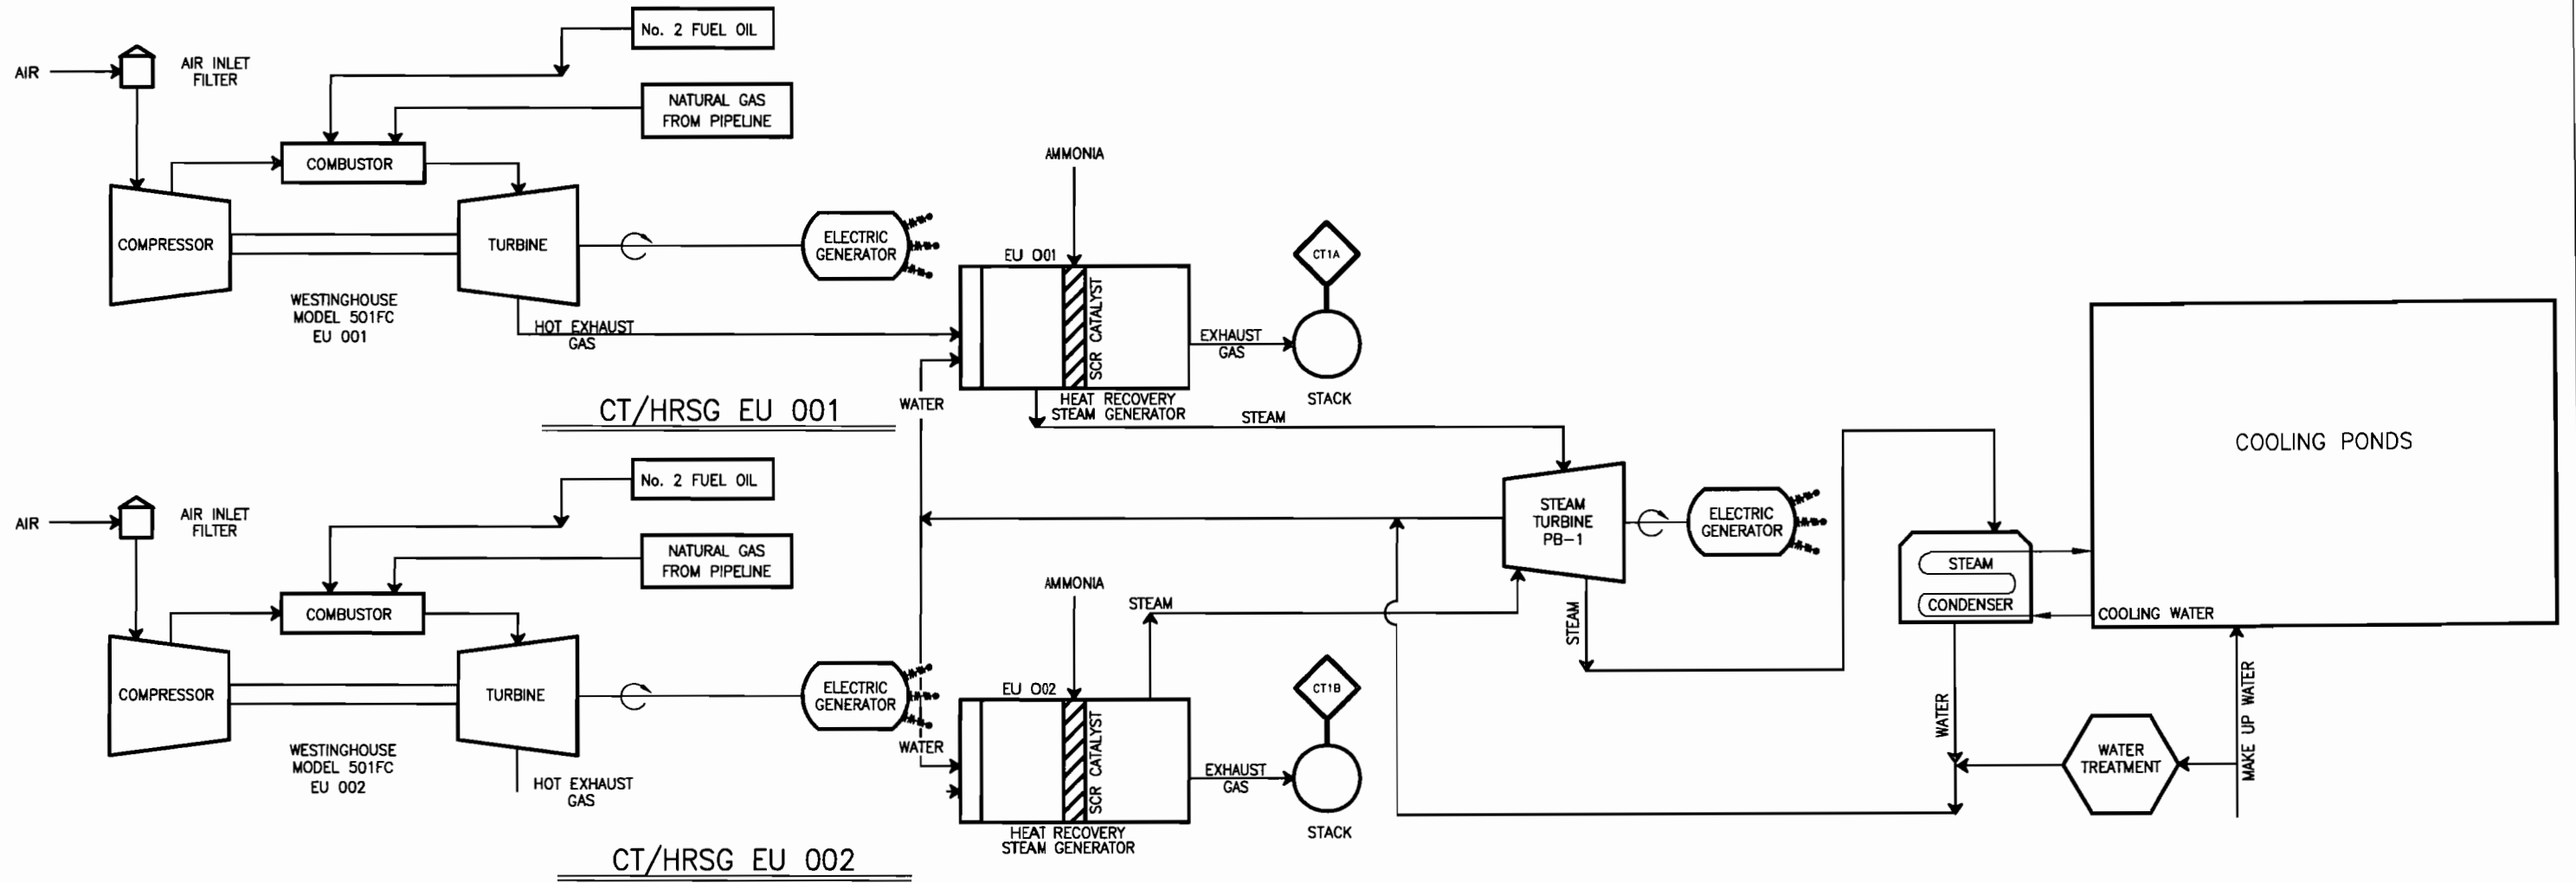 No. 2 FUEL OIL
AIR
AIR INLET
FILTER
NATURAL GAS
FROM PIPELINE
COMBUSTOR
COMPRESSOR
TURBINE
ELECTRIC
GENERATOR
WESTINGHOUSE
MODEL 501FC
EU 001
HOT EXHAUST
GAS
AMMONIA
EU 001
SCR CATALYST
CT1A
EXHAUST
GAS
STACK
HEAT RECOVERY
STEAM GENERATOR
WATER
STEAM
CT/HRSG EU 001
No. 2 FUEL OIL
AIR
AIR INLET
FILTER
NATURAL GAS
FROM PIPELINE
COMBUSTOR
COMPRESSOR
TURBINE
ELECTRIC
GENERATOR
WESTINGHOUSE
MODEL 501FC
EU 002
HOT EXHAUST
GAS
AMMONIA
STEAM
EU 002
SCR CATALYST
CT1B
WATER
EXHAUST
GAS
STACK
HEAT RECOVERY
STEAM GENERATOR
CT/HRSG EU 002
STEAM
TURBINE
PB-1
ELECTRIC
GENERATOR
STEAM
STEAM
CONDENSER
COOLING PONDS
COOLING WATER
WATER
WATER
TREATMENT
MAKE UP WATER